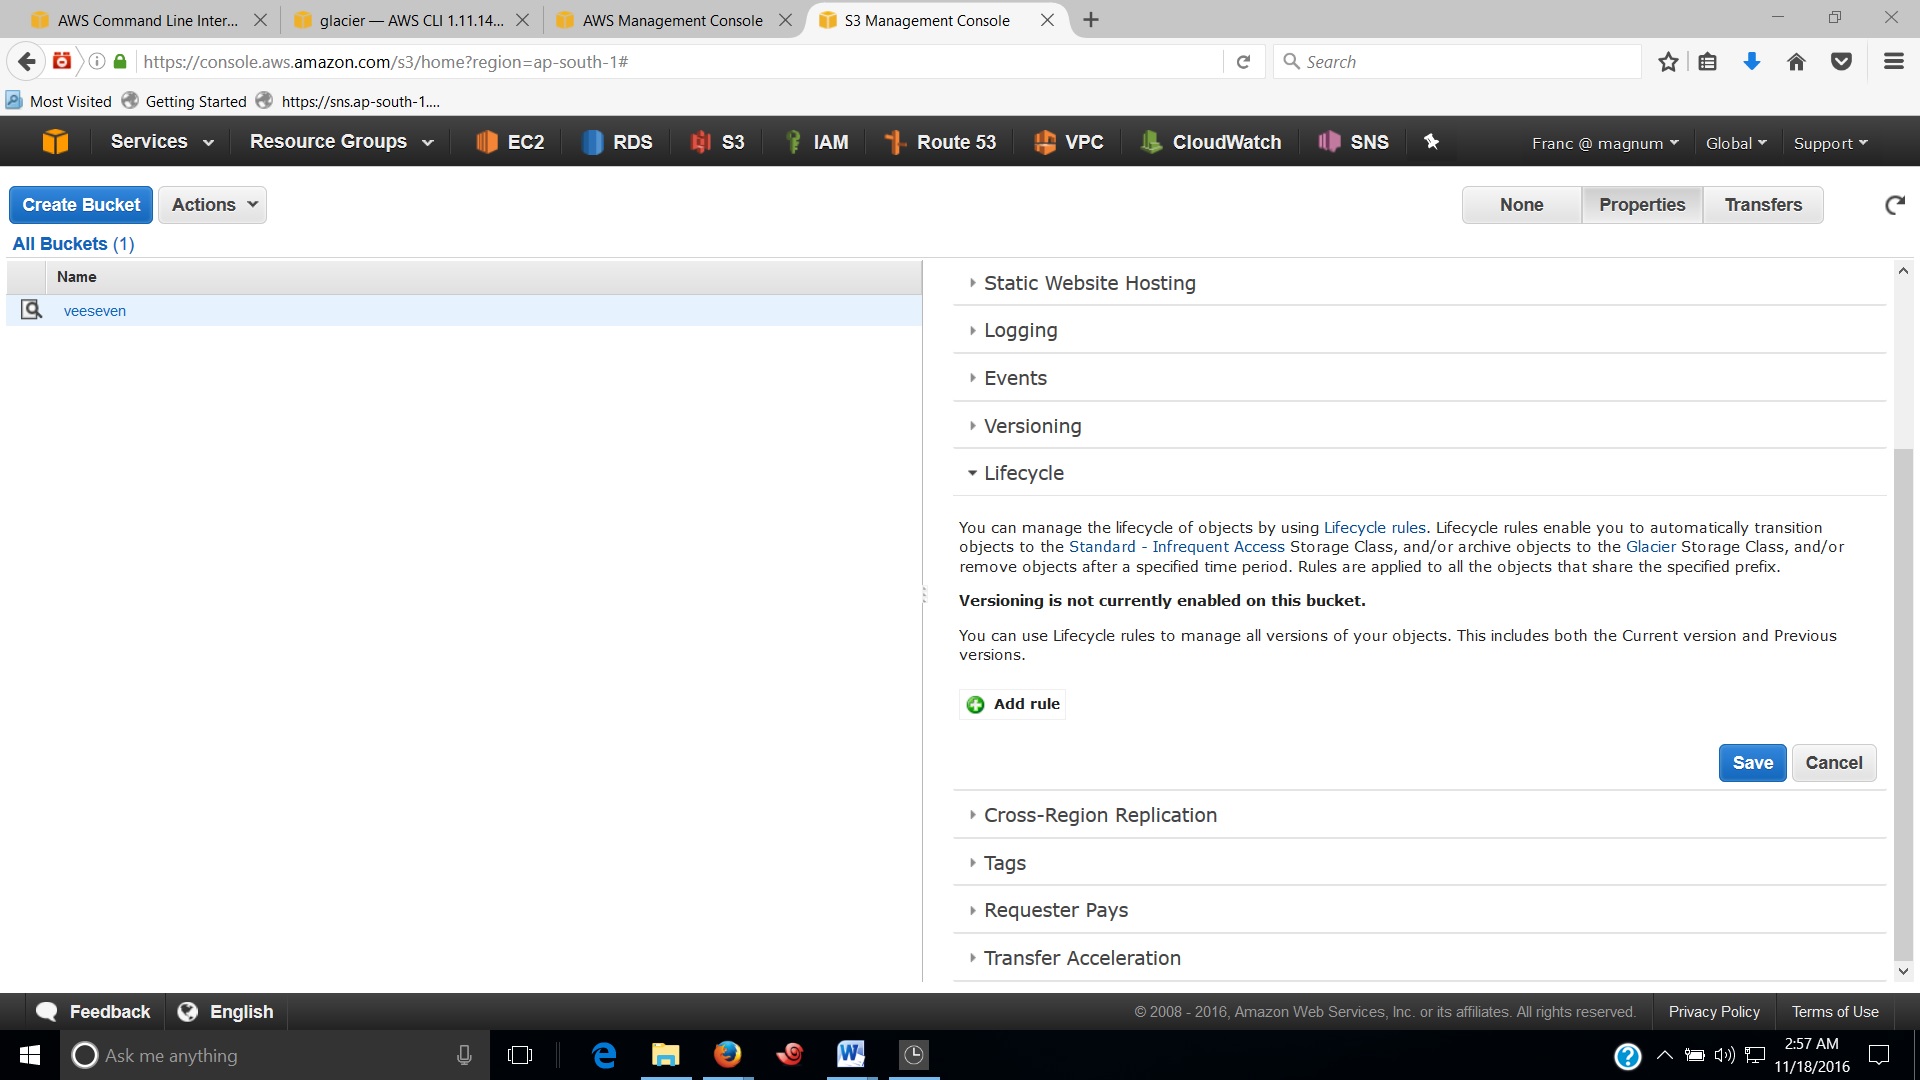 AWS Command Line Inter...
glacier — AWS CLI 1.11.14...
AWS Management Console
S3 Management Console
https://console.aws.amazon.com/s3/home?region=ap-south-1#
Search
Most Visited
Getting Started
https://sns.ap-south-1....
Services
Resource Groups
EC2
RDS
S3
IAM
Route 53
VPC
CloudWatch
SNS
Franc @ magnum
Global
Support
Create Bucket
Actions
None
Properties
Transfers
All Buckets (1)
Name
veeseven
Static Website Hosting
Logging
Events
Versioning
Lifecycle
You can manage the lifecycle of objects by using Lifecycle rules. Lifecycle rules enable you to automatically transition
objects to the Standard - Infrequent Access Storage Class, and/or archive objects to the Glacier Storage Class, and/or
remove objects after a specified time period. Rules are applied to all the objects that share the specified prefix.
Versioning is not currently enabled on this bucket.
You can use Lifecycle rules to manage all versions of your objects. This includes both the Current version and Previous
versions.
Add rule
Save
Cancel
Cross-Region Replication
Tags
Requester Pays
Transfer Acceleration
Feedback
English
© 2008 - 2016, Amazon Web Services, Inc. or its affiliates. All rights reserved.
Privacy Policy
Terms of Use
Ask me anything
2:57 AM
11/18/2016